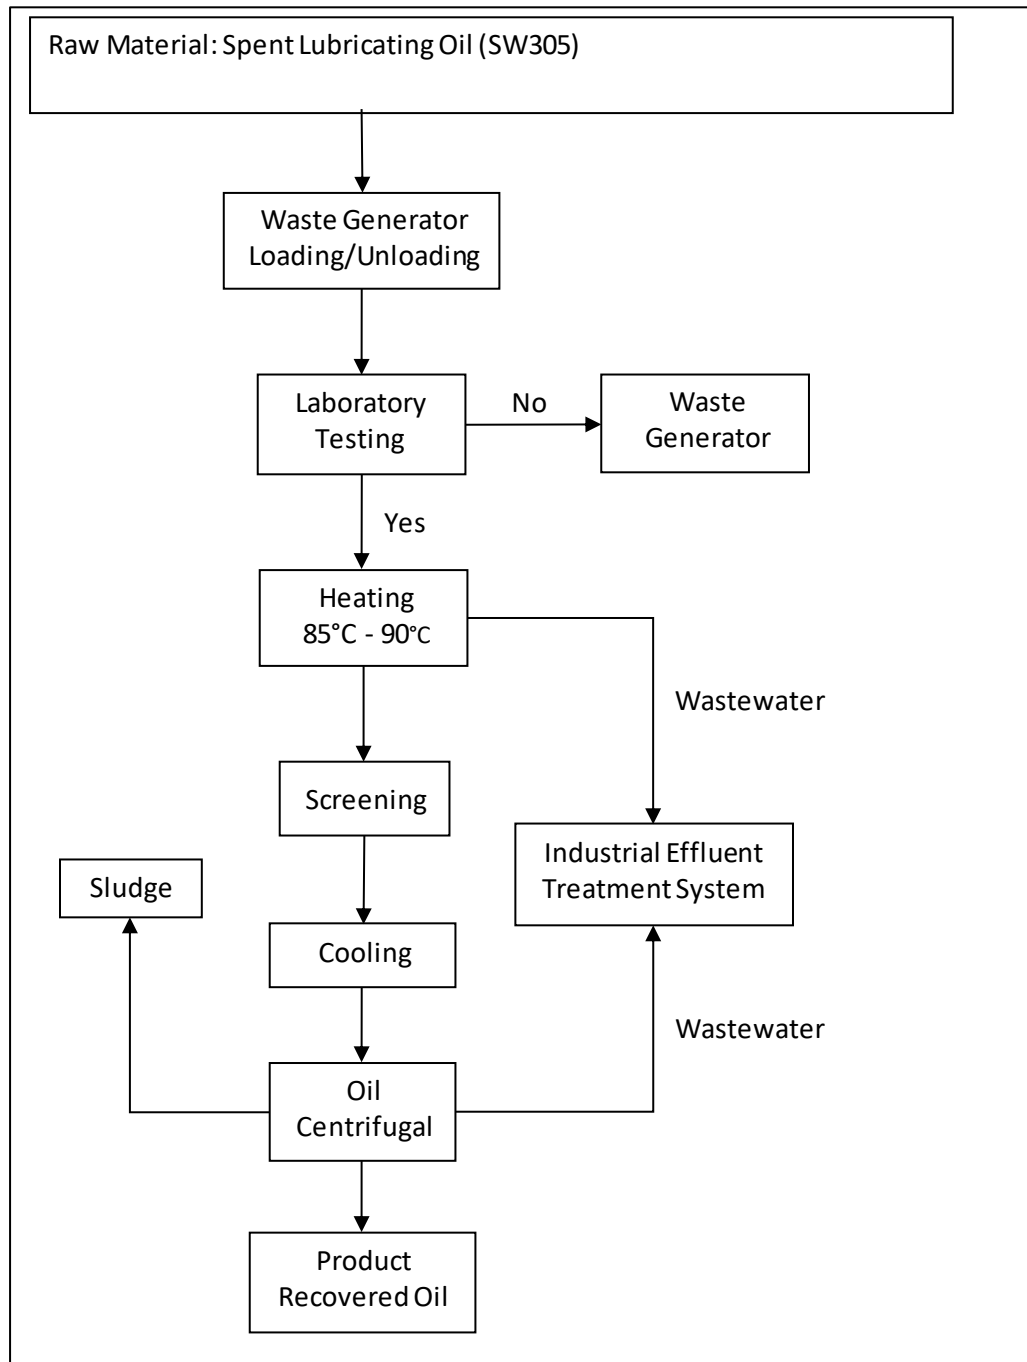 Raw Material: Spent Lubricating Oil (SW305)
Waste Generator
Loading/Unloading
Laboratory
Testing
No
Waste
Generator
Yes
Heating
85°C - 90°C
Wastewater
Screening
Industrial Effluent
Treatment System
Sludge
Cooling
Wastewater
Oil
Centrifugal
Product
Recovered Oil